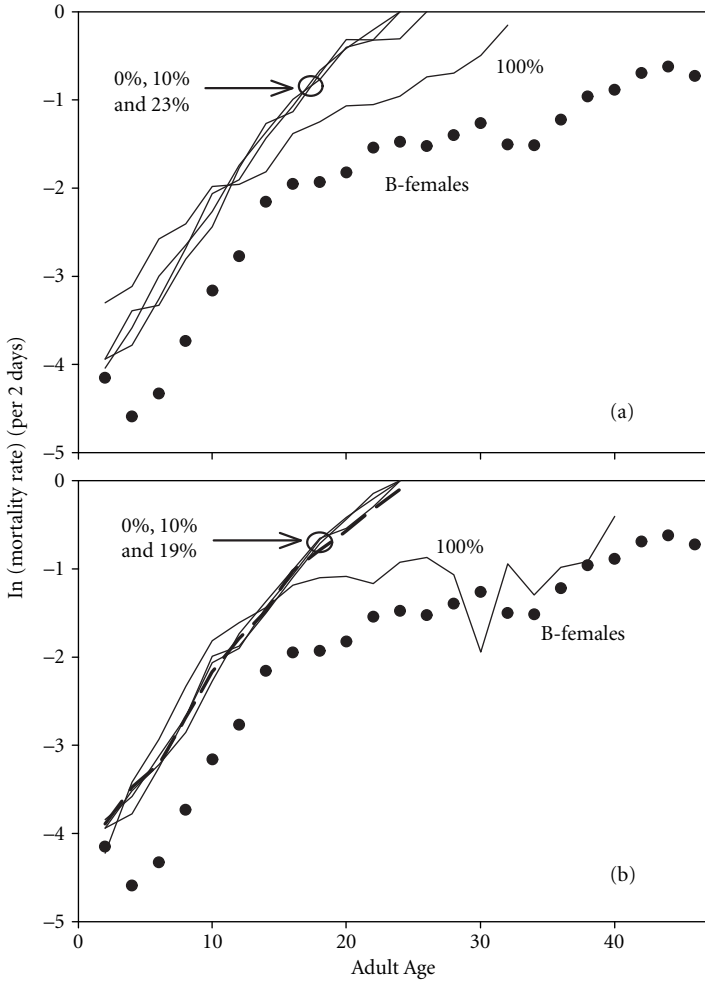 0
−1
−2
−3
−4
−5
0%, 10%
and 23%
100%
B-females
(a)
ln (mortality rate) (per 2 days)
0
−1
−2
−3
−4
−5
0%, 10%
and 19%
100%
B-females
(b)
0
10
20
30
40
Adult Age